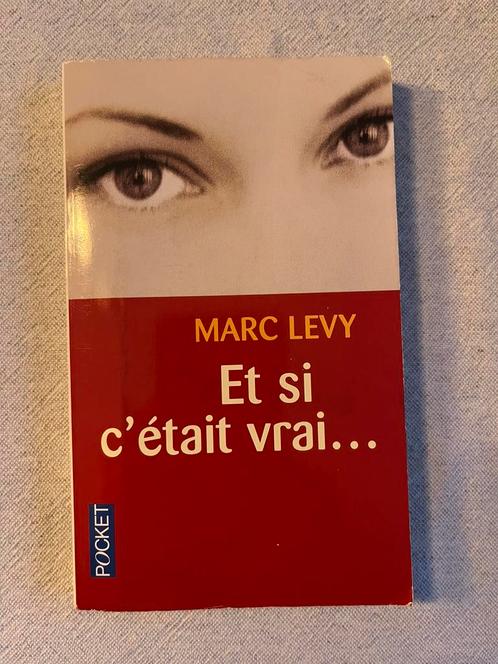 MARC LEVY
Et si
c'était vrai...
POCKET